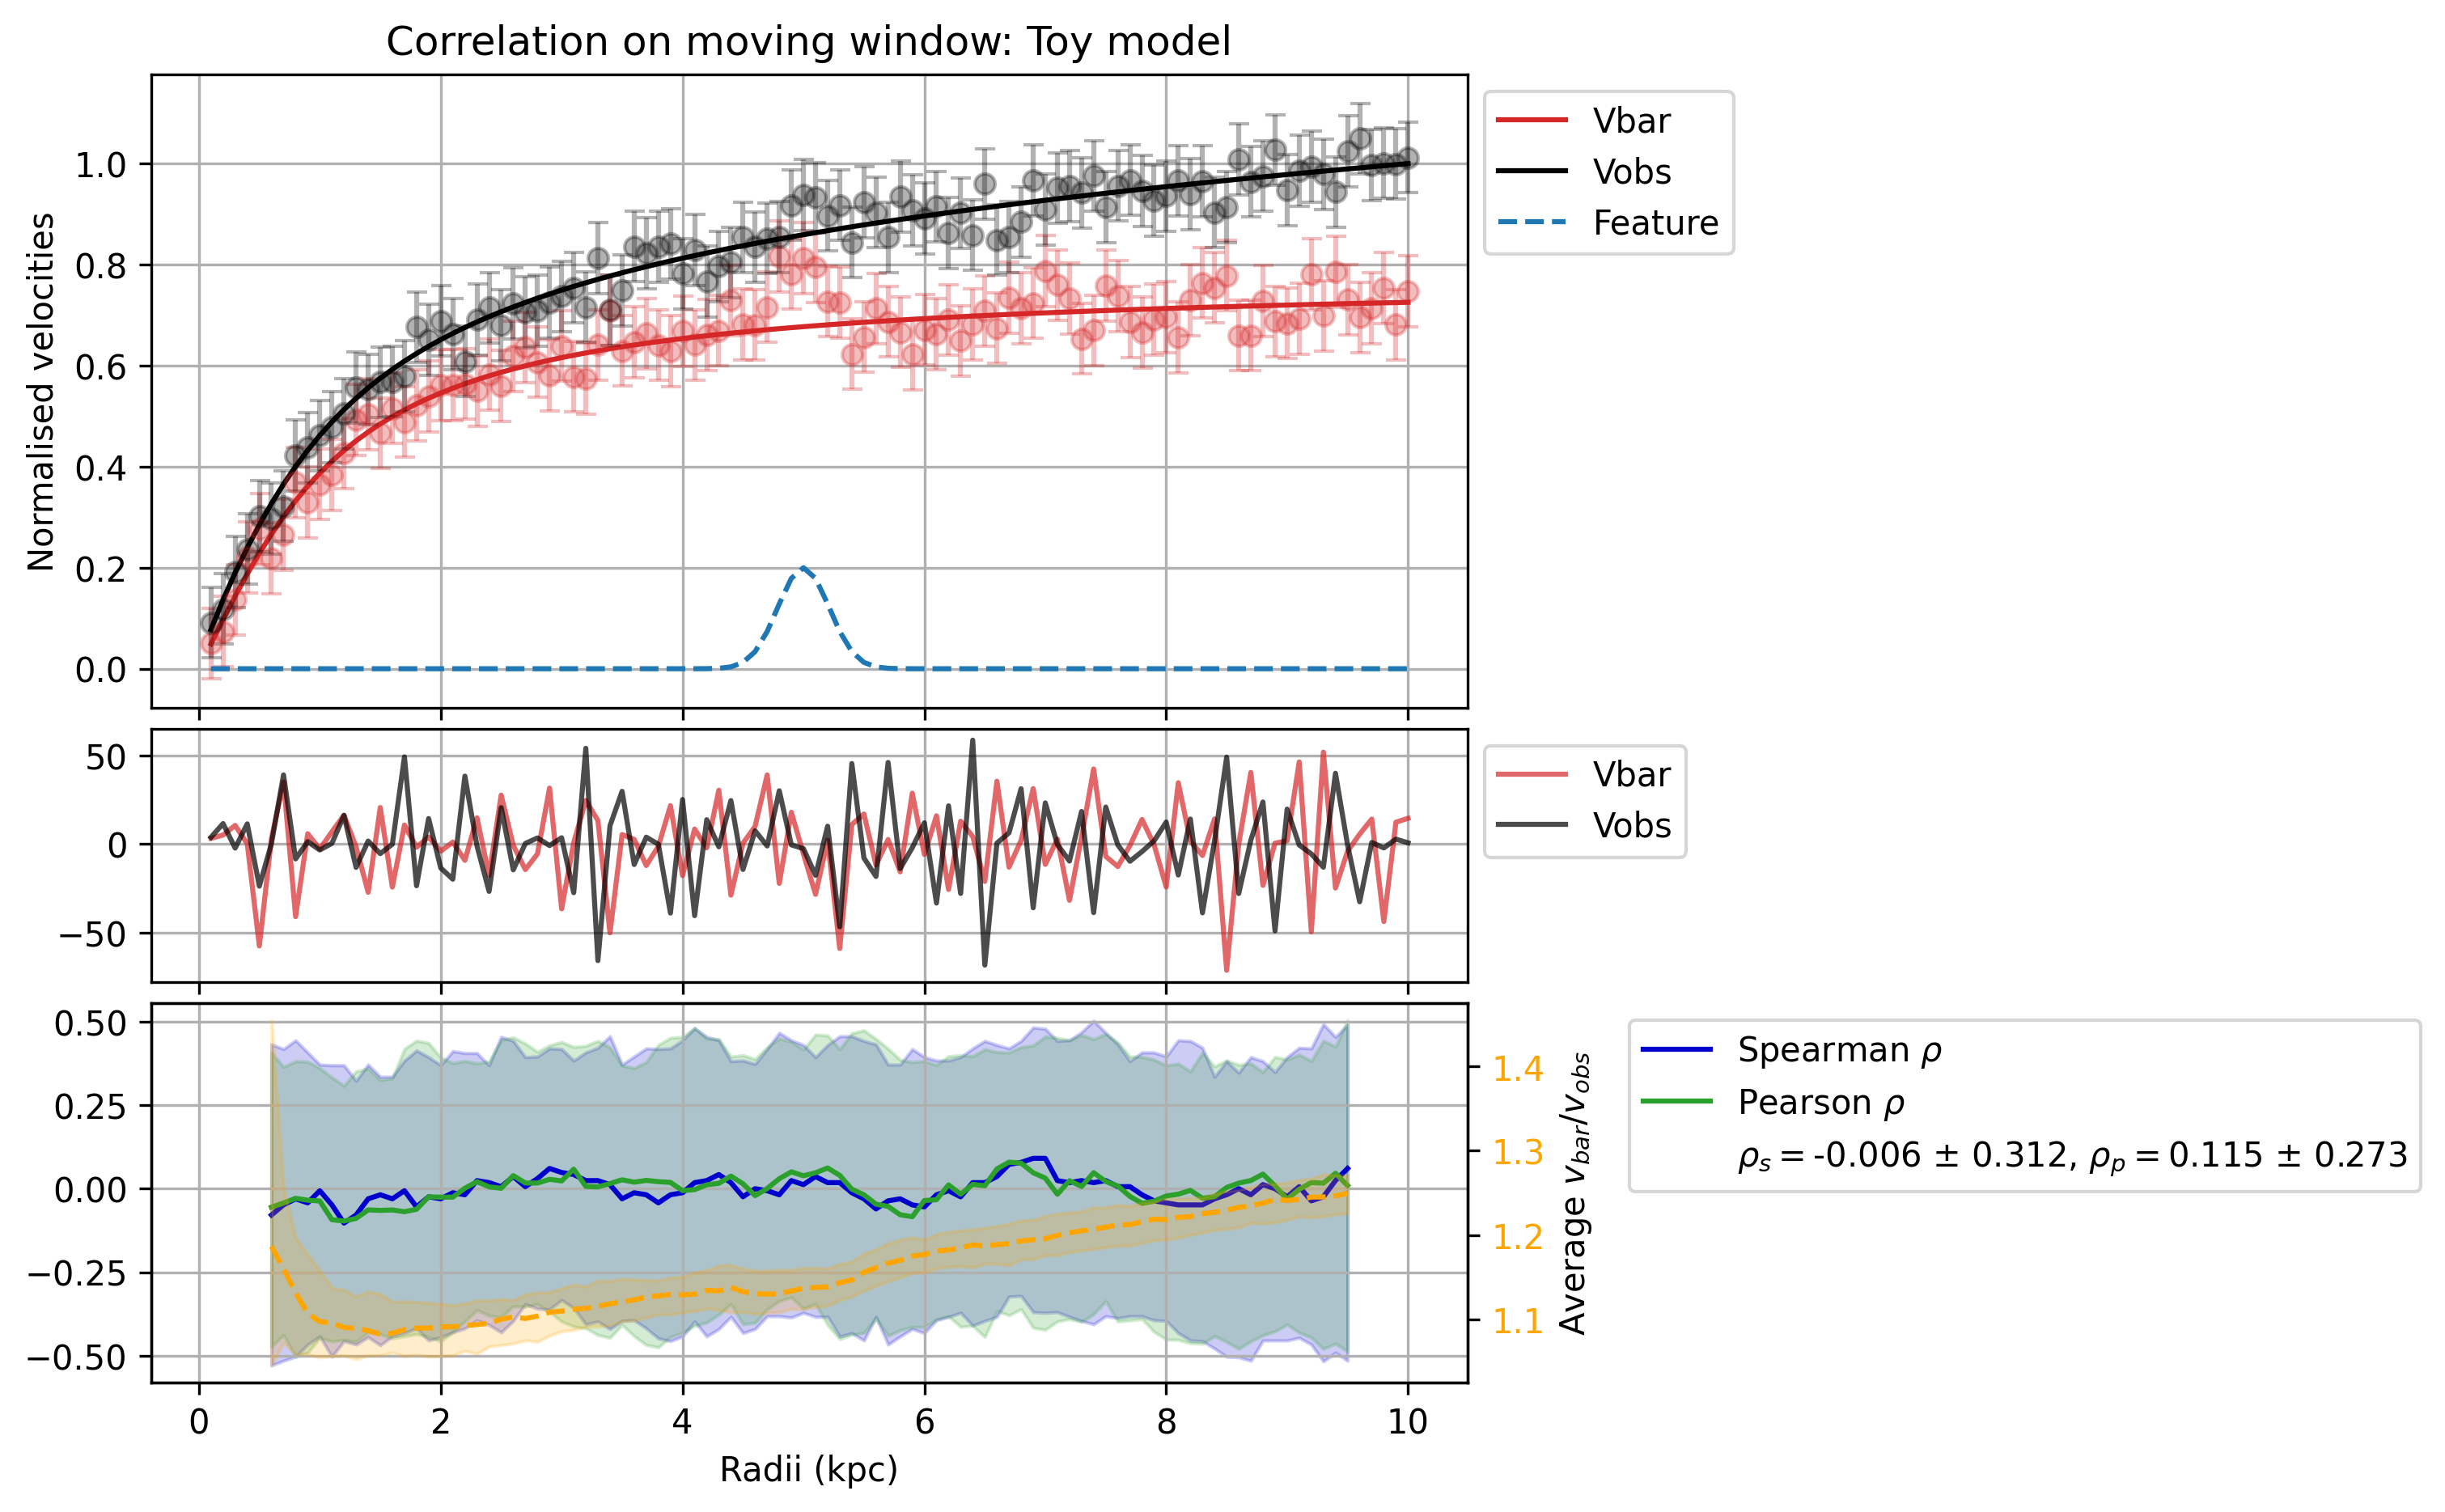 Correlation on moving window: Toy model
Normalised velocities
1.0
0.8
0.6
0.4
0.2
0.0
Vbar
Vobs
Feature
50
0
−50
Vbar
Vobs
0.50
0.25
0.00
−0.25
−0.50
1.4
1.3
1.2
1.1
Average v_bar/v_obs
Spearman ρ
Pearson ρ
ρ_s = -0.006 ± 0.312, ρ_p = 0.115 ± 0.273
0 2 4 6 8 10
Radii (kpc)